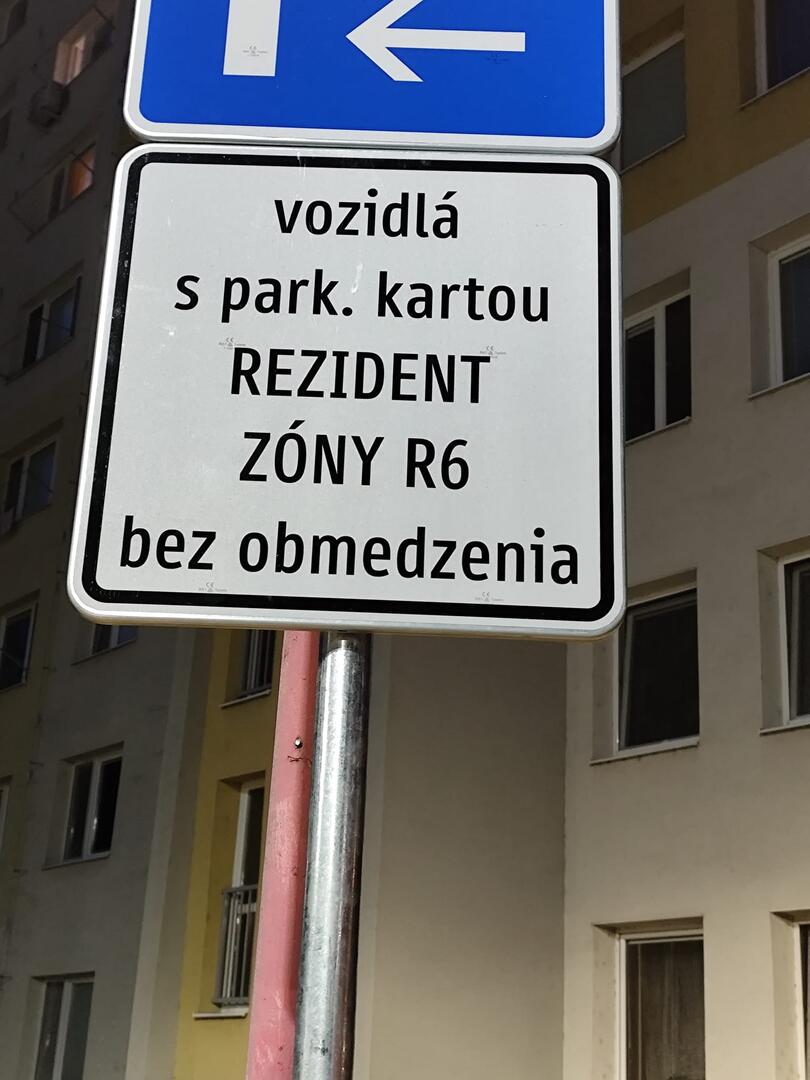 vozidlá
s park. kartou
REZIDENT
ZÓNY R6
bez obmedzenia